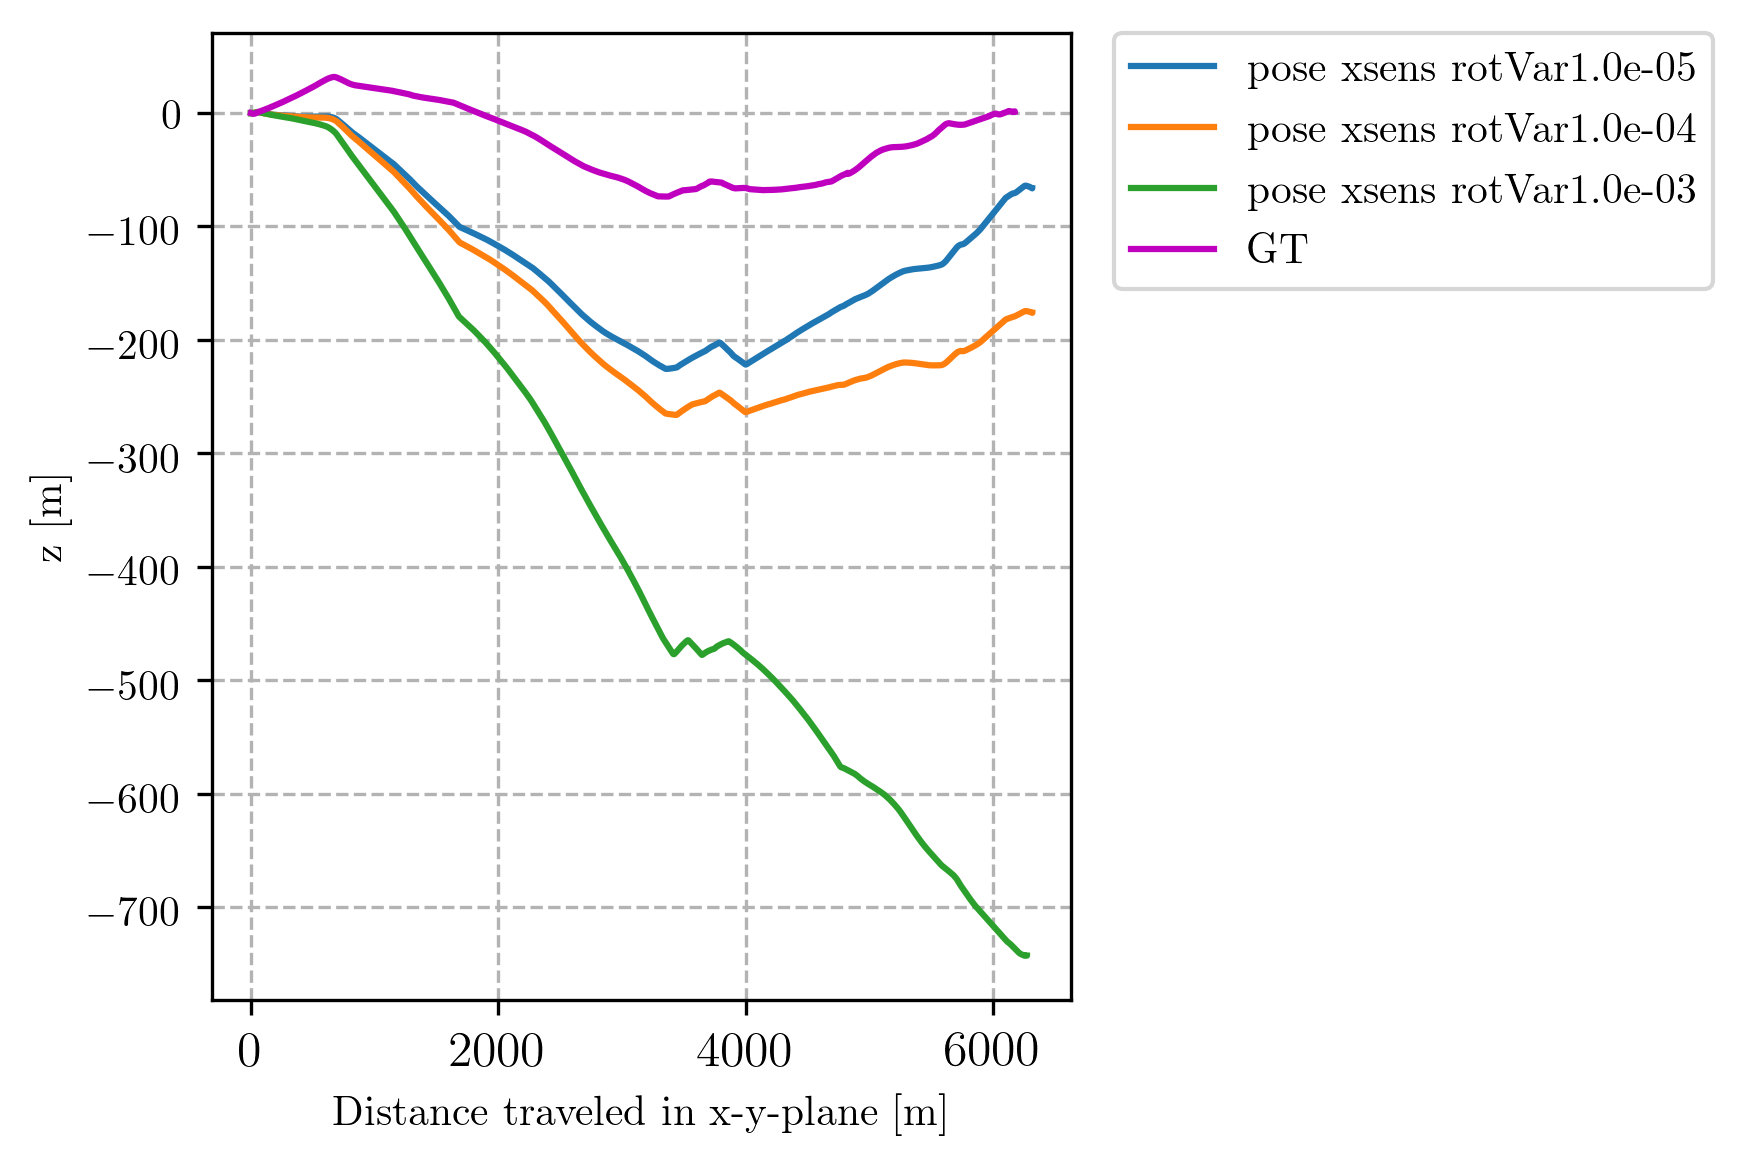 0
−100
−200
−300
−400
−500
−600
−700
z [m]
0 2000 4000 6000
Distance traveled in x-y-plane [m]
pose xsens rotVar1.0e-05
pose xsens rotVar1.0e-04
pose xsens rotVar1.0e-03
GT